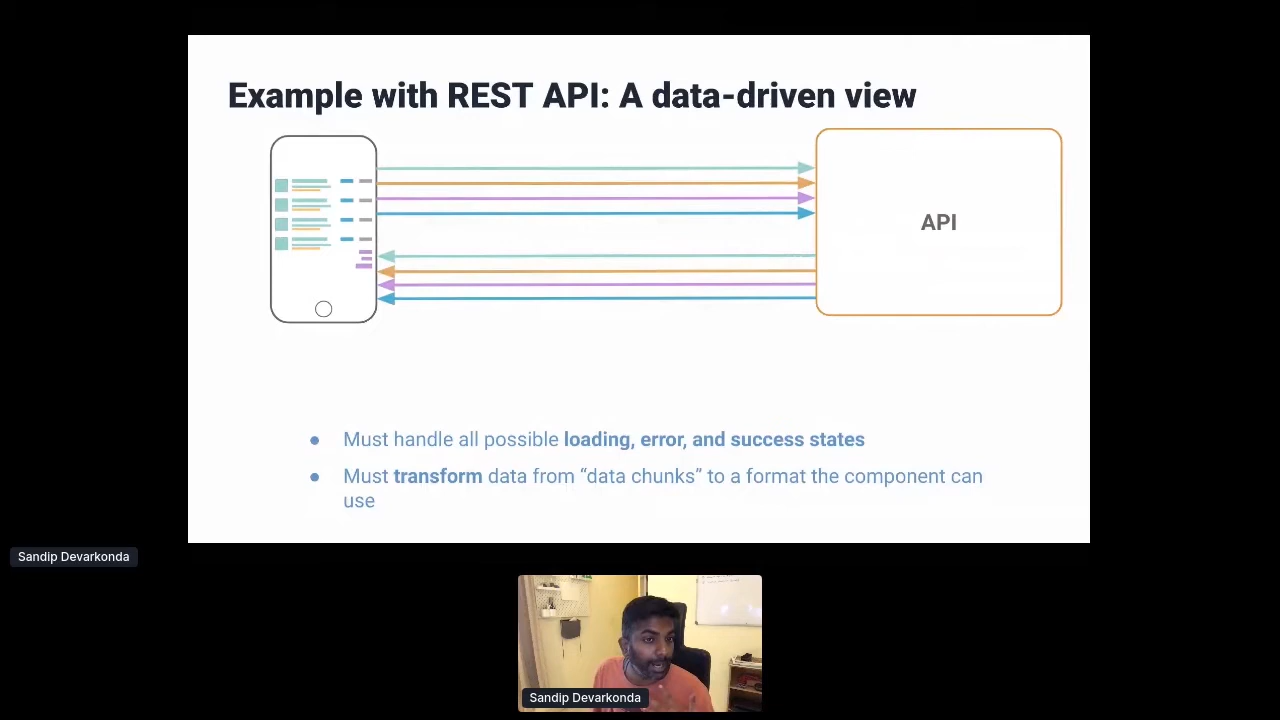 Example with REST API: A data-driven view
API
● Must handle all possible loading, error, and success states
● Must transform data from “data chunks” to a format the component can
use
Sandip Devarkonda
Sandip Devarkonda